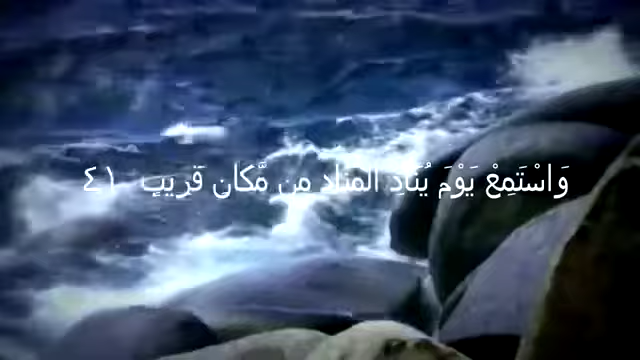 وَاسْتَمِعْ يَوْمَ يُنَادِ الْمُنَادِ مِن مَّكَانٍ قَرِيبٍ ٤١